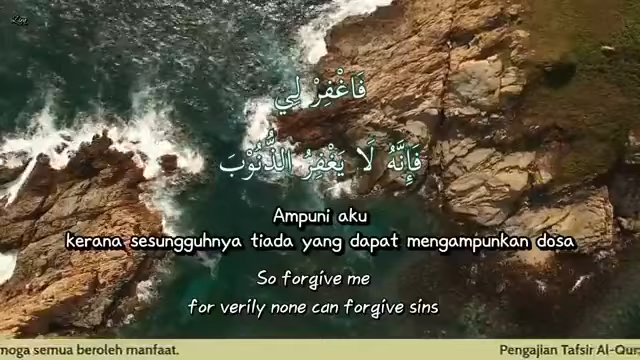 فَاغْفِرْ لِي
فَإِنَّهُ لَا يَغْفِرُ الذُّنُوْبَ
Ampuni aku
kerana sesungguhnya tiada yang dapat mengampunkan dosa
So forgive me
for verily none can forgive sins
moga semua beroleh manfaat.
Pengajian Tafsir Al-Qur